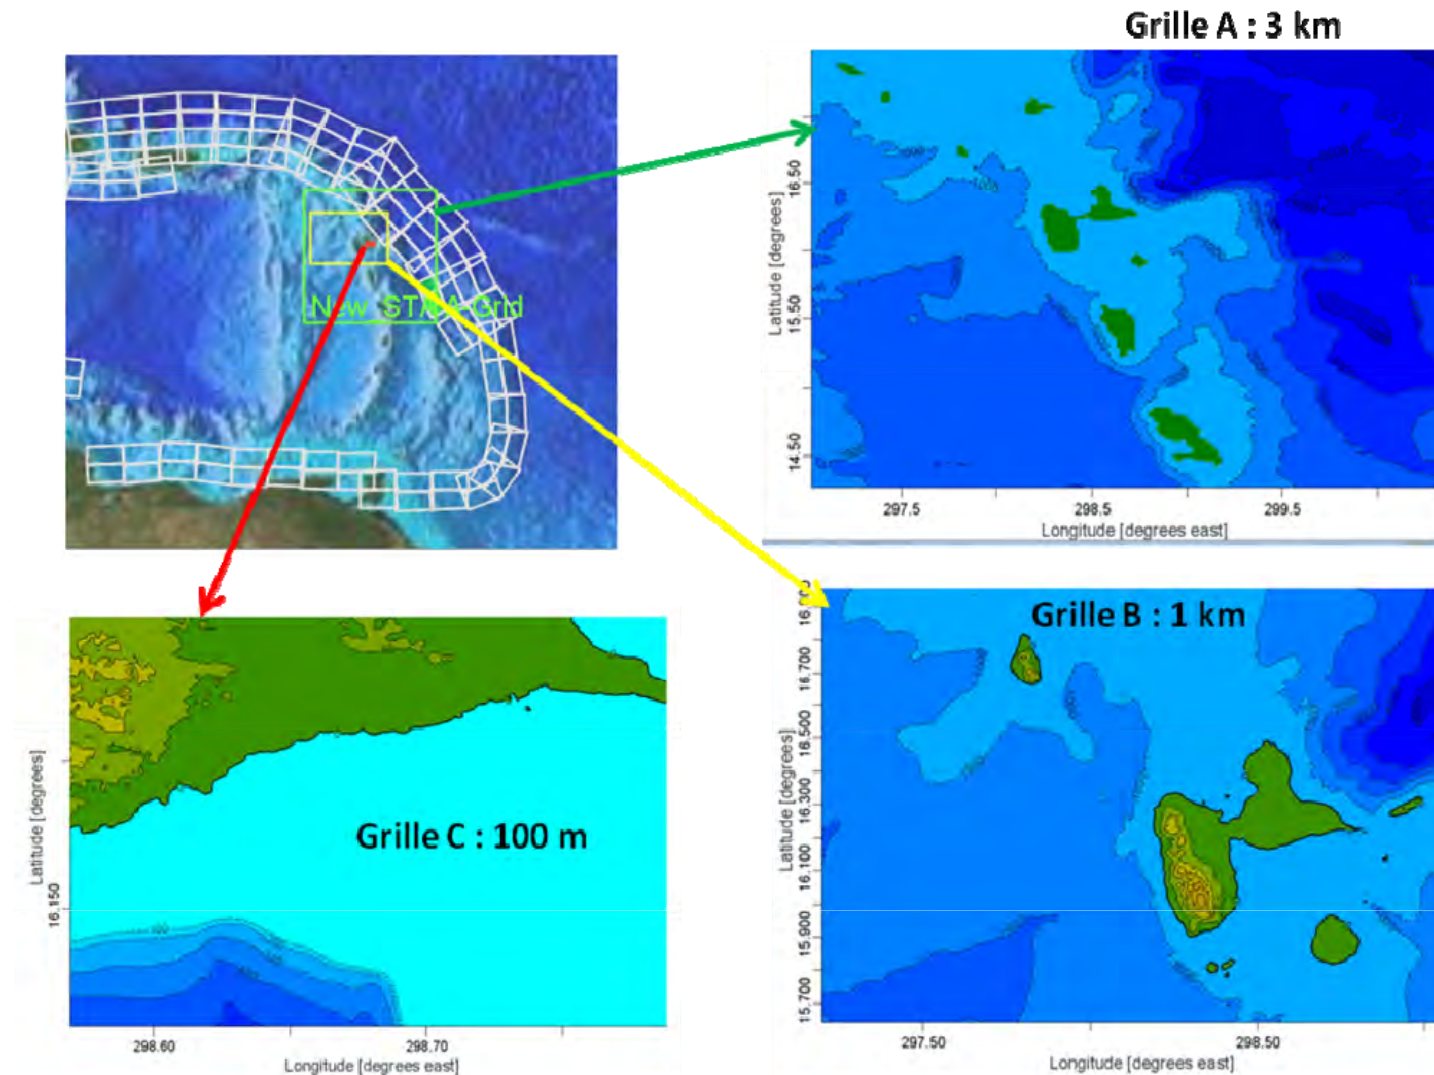 Grille A : 3 km
New STA A-Grid
Latitude [degrees]
16.50
15.50
14.50
297.5
298.5
299.5
Longitude [degrees east]
Grille B : 1 km
Latitude [degrees]
16.700
16.500
16.300
16.100
15.900
15.700
297.50
298.50
Longitude [degrees east]
Grille C : 100 m
Latitude [degrees]
16.150
298.60
298.70
Longitude [degrees east]